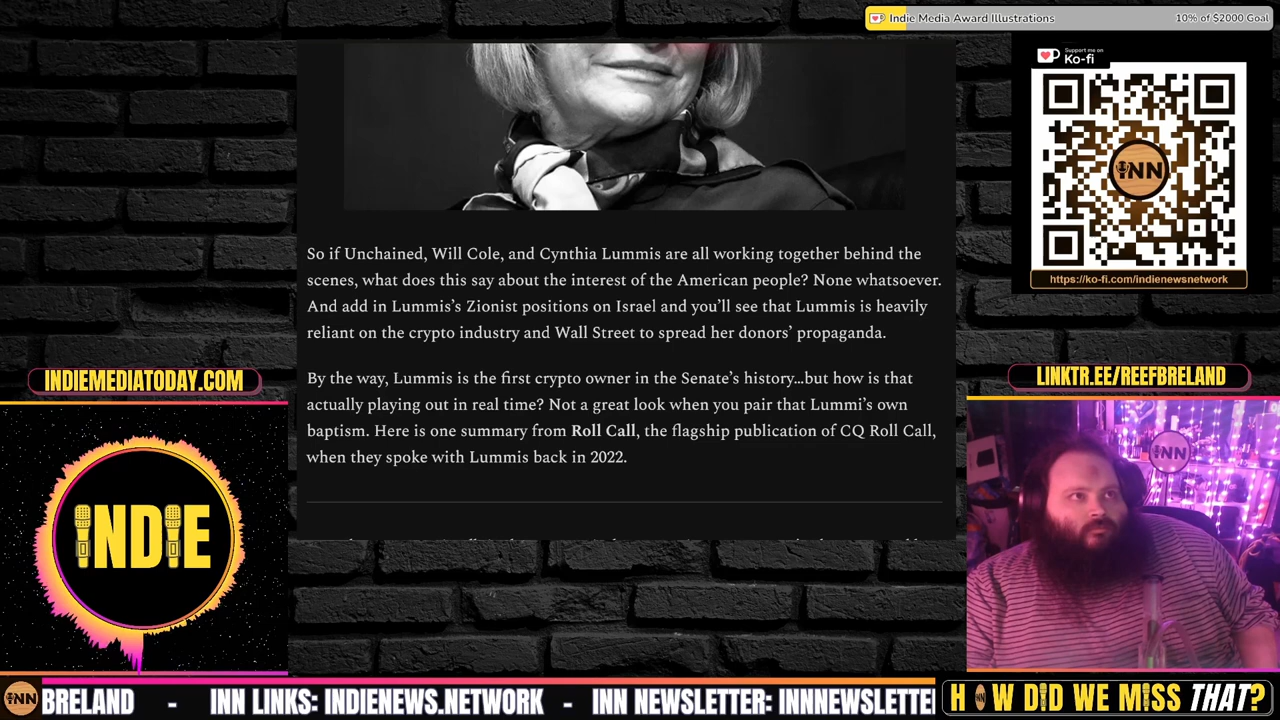 Indie Media Award Illustrations
10% of $2000 Goal
Support me on
Ko-fi
iNN
https://ko-fi.com/indienewsnetwork
So if Unchained, Will Cole, and Cynthia Lummis are all working together behind the
scenes, what does this say about the interest of the American people? None whatsoever.
And add in Lummis’s Zionist positions on Israel and you’ll see that Lummis is heavily
reliant on the crypto industry and Wall Street to spread her donors’ propaganda.
By the way, Lummis is the first crypto owner in the Senate’s history…but how is that
actually playing out in real time? Not a great look when you pair that Lummi’s own
baptism. Here is one summary from Roll Call, the flagship publication of CQ Roll Call,
when they spoke with Lummis back in 2022.
INDIEMEDIATODAY.COM
LINKTR.EE/REEFBRELAND
iNDiE
iNN
iNN
BRELAND - INN LINKS: INDIENEWS.NETWORK - INN NEWSLETTER: INNNEWSLETTE
HOW DiD WE MiSS THAT?